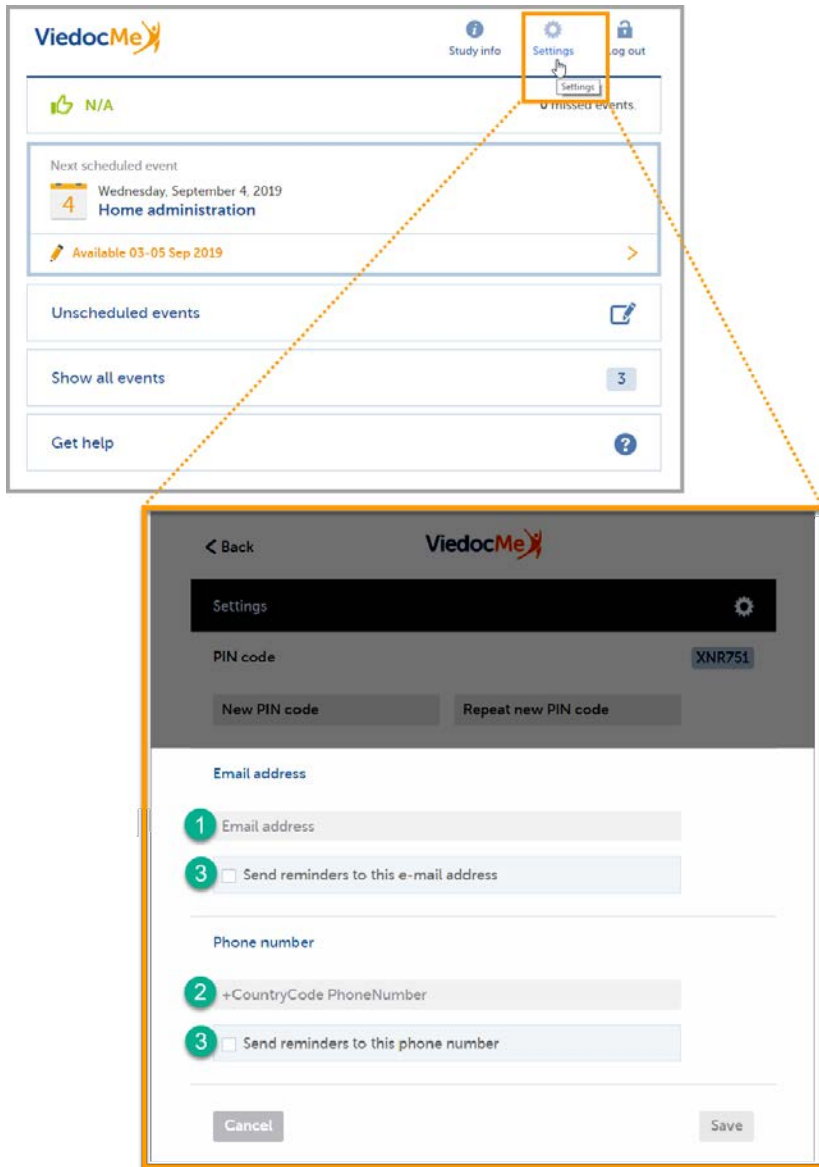 ViedocMe
Study info
Settings
Log out
Settings
N/A
0 missed events.
Next scheduled event
4
Wednesday, September 4, 2019
Home administration
Available 03-05 Sep 2019
Unscheduled events
Show all events
3
Get help
?
Back
ViedocMe
Settings
PIN code
XNR751
New PIN code
Repeat new PIN code
Email address
1
Email address
3
Send reminders to this e-mail address
Phone number
2
+CountryCode PhoneNumber
3
Send reminders to this phone number
Cancel
Save